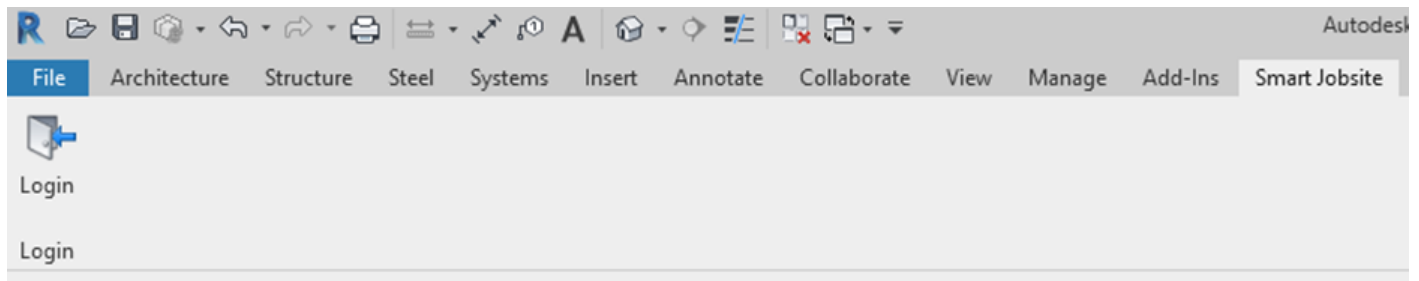 R A Autodesk
File Architecture Structure Steel Systems Insert Annotate Collaborate View Manage Add-Ins Smart Jobsite
Login
Login